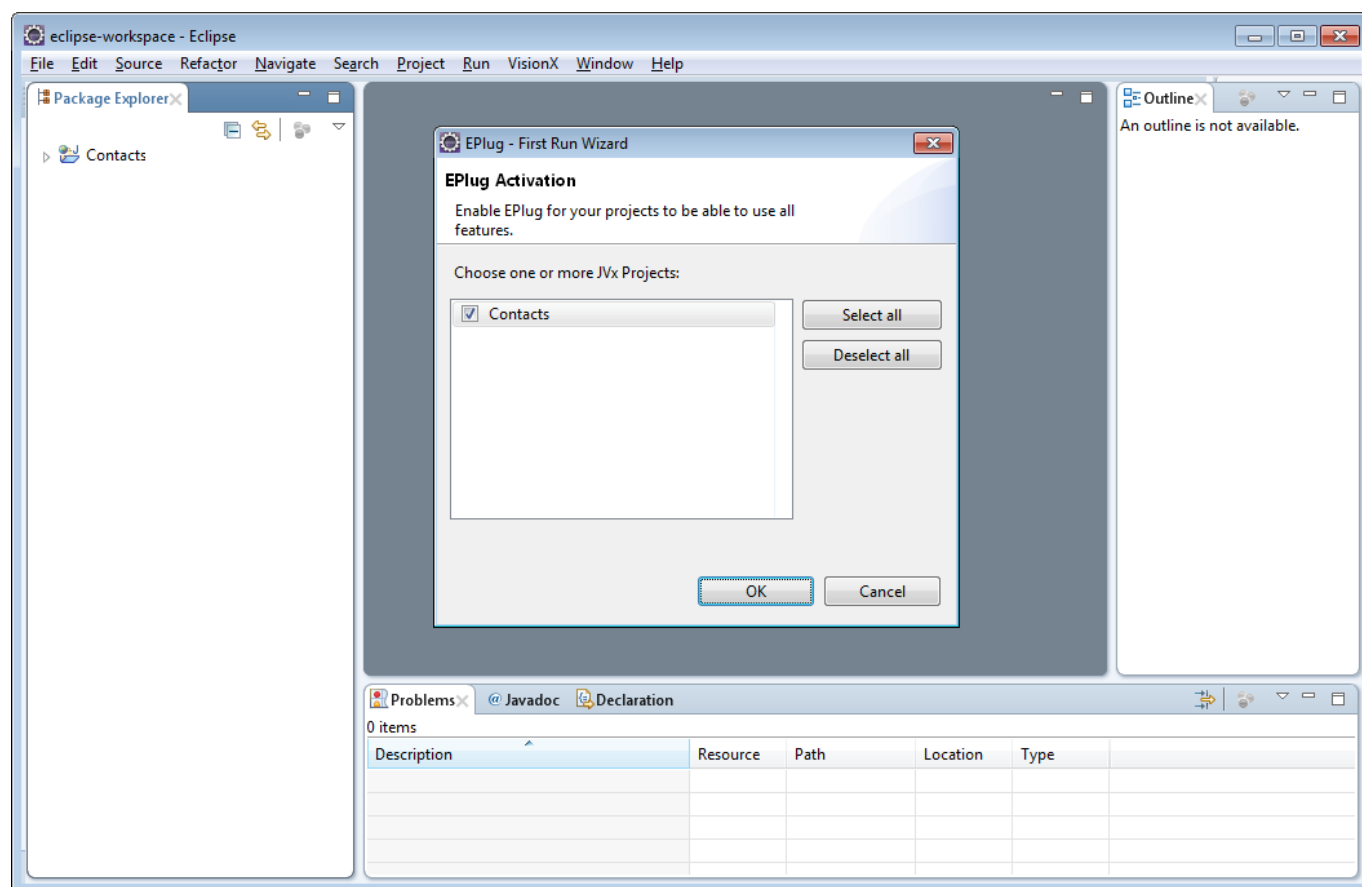 eclipse-workspace - Eclipse
File Edit Source Refactor Navigate Search Project Run VisionX Window Help
Package Explorer
Contacts
Outline
An outline is not available.
EPlug - First Run Wizard
EPlug Activation
Enable EPlug for your projects to be able to use all
features.
Choose one or more JVx Projects:
Contacts
Select all
Deselect all
OK Cancel
Problems @ Javadoc Declaration
0 items
Description Resource Path Location Type